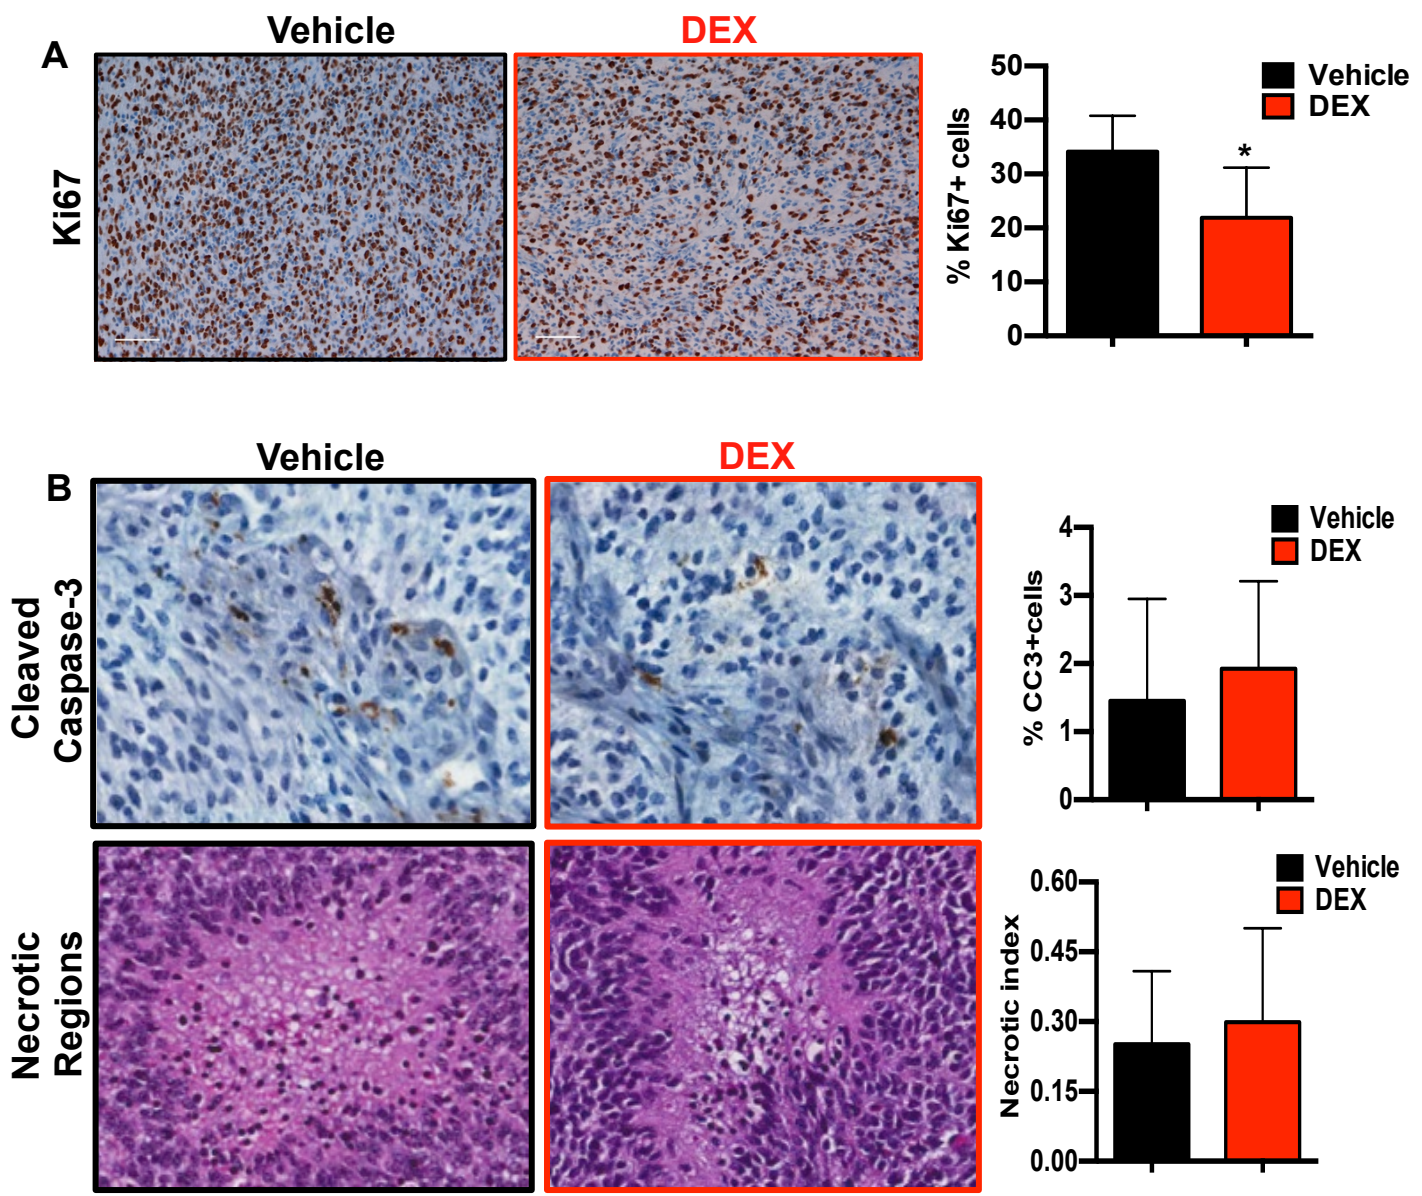 Vehicle
DEX
A
Ki67
50
40
30
20
10
0
% Ki67+ cells
*
Vehicle
DEX
Vehicle
DEX
B
Cleaved
Caspase-3
4
3
2
1
0
% CC3+cells
Vehicle
DEX
Necrotic
Regions
0.60
0.45
0.30
0.15
0.00
Necrotic index
Vehicle
DEX